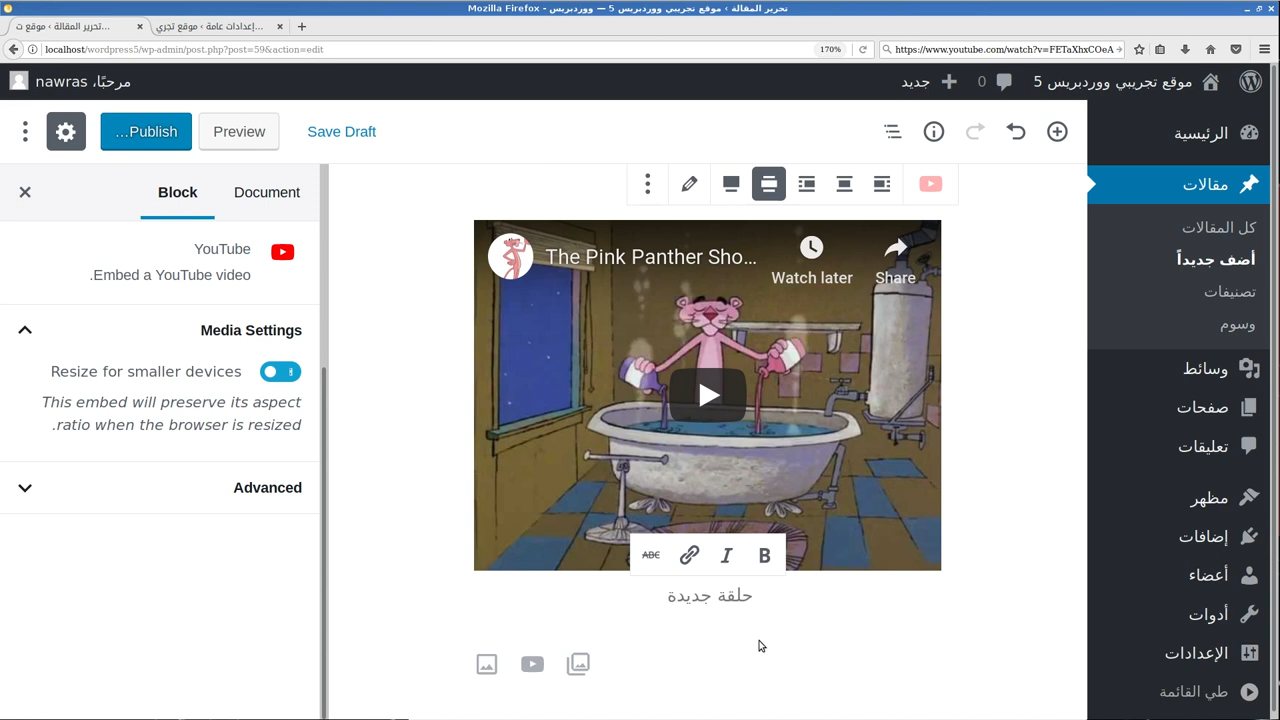 تحرير المقالة ‹ موقع تجريبي ووردبريس 5 — ووردبريس - Mozilla Firefox
تحرير المقالة ‹ موقع ت...
إعدادات عامة ‹ موقع تجري...
localhost/wordpress5/wp-admin/post.php?post=59&action=edit
170%
https://www.youtube.com/watch?v=FETaXhxCOeA
موقع تجريبي ووردبريس 5
0
جديد
مرحبًا، nawras
Publish...
Preview
Save Draft
Block
Document
YouTube
Embed a YouTube video.
Media Settings
Resize for smaller devices
This embed will preserve its aspect
ratio when the browser is resized.
Advanced
The Pink Panther Sho...
Watch later
Share
ABC
I
B
حلقة جديدة
الرئيسية
مقالات
كل المقالات
أضف جديداً
تصنيفات
وسوم
وسائط
صفحات
تعليقات
مظهر
إضافات
أعضاء
أدوات
الإعدادات
طي القائمة